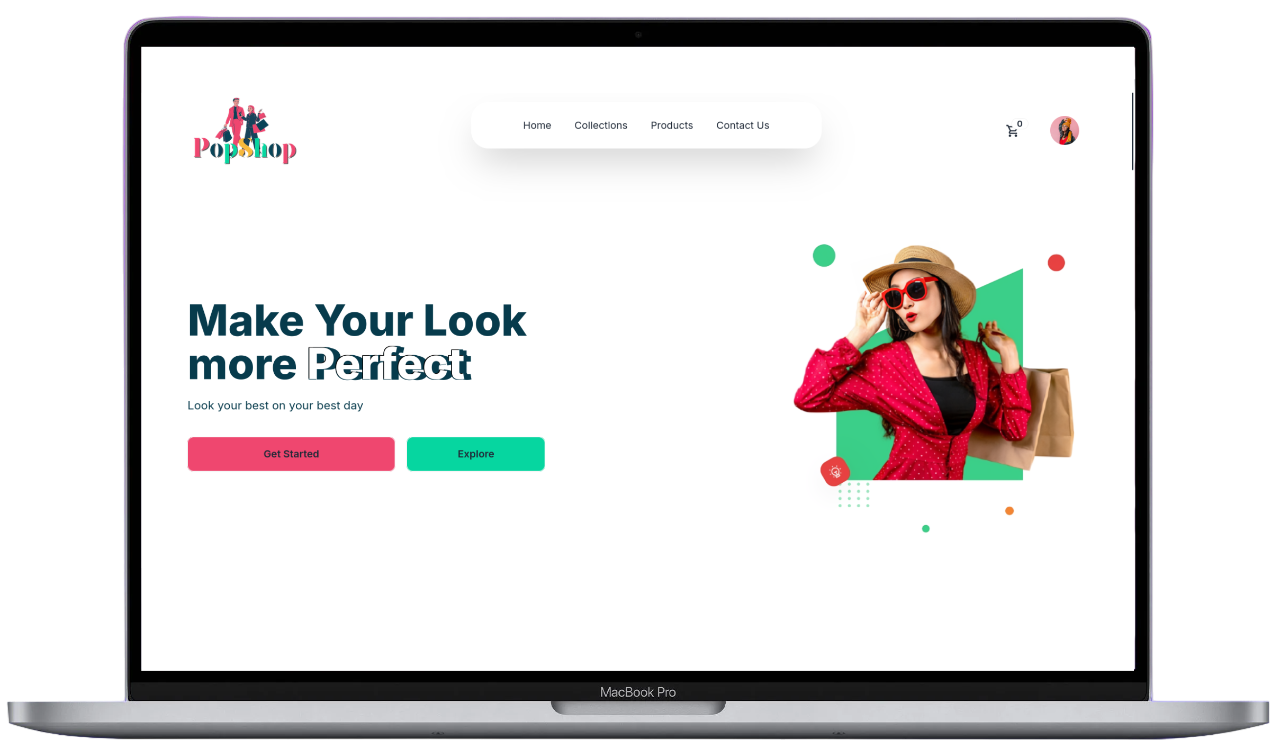 PopShop
Home Collections Products Contact Us
0
Make Your Look
more Perfect
Look your best on your best day
Get Started Explore
MacBook Pro